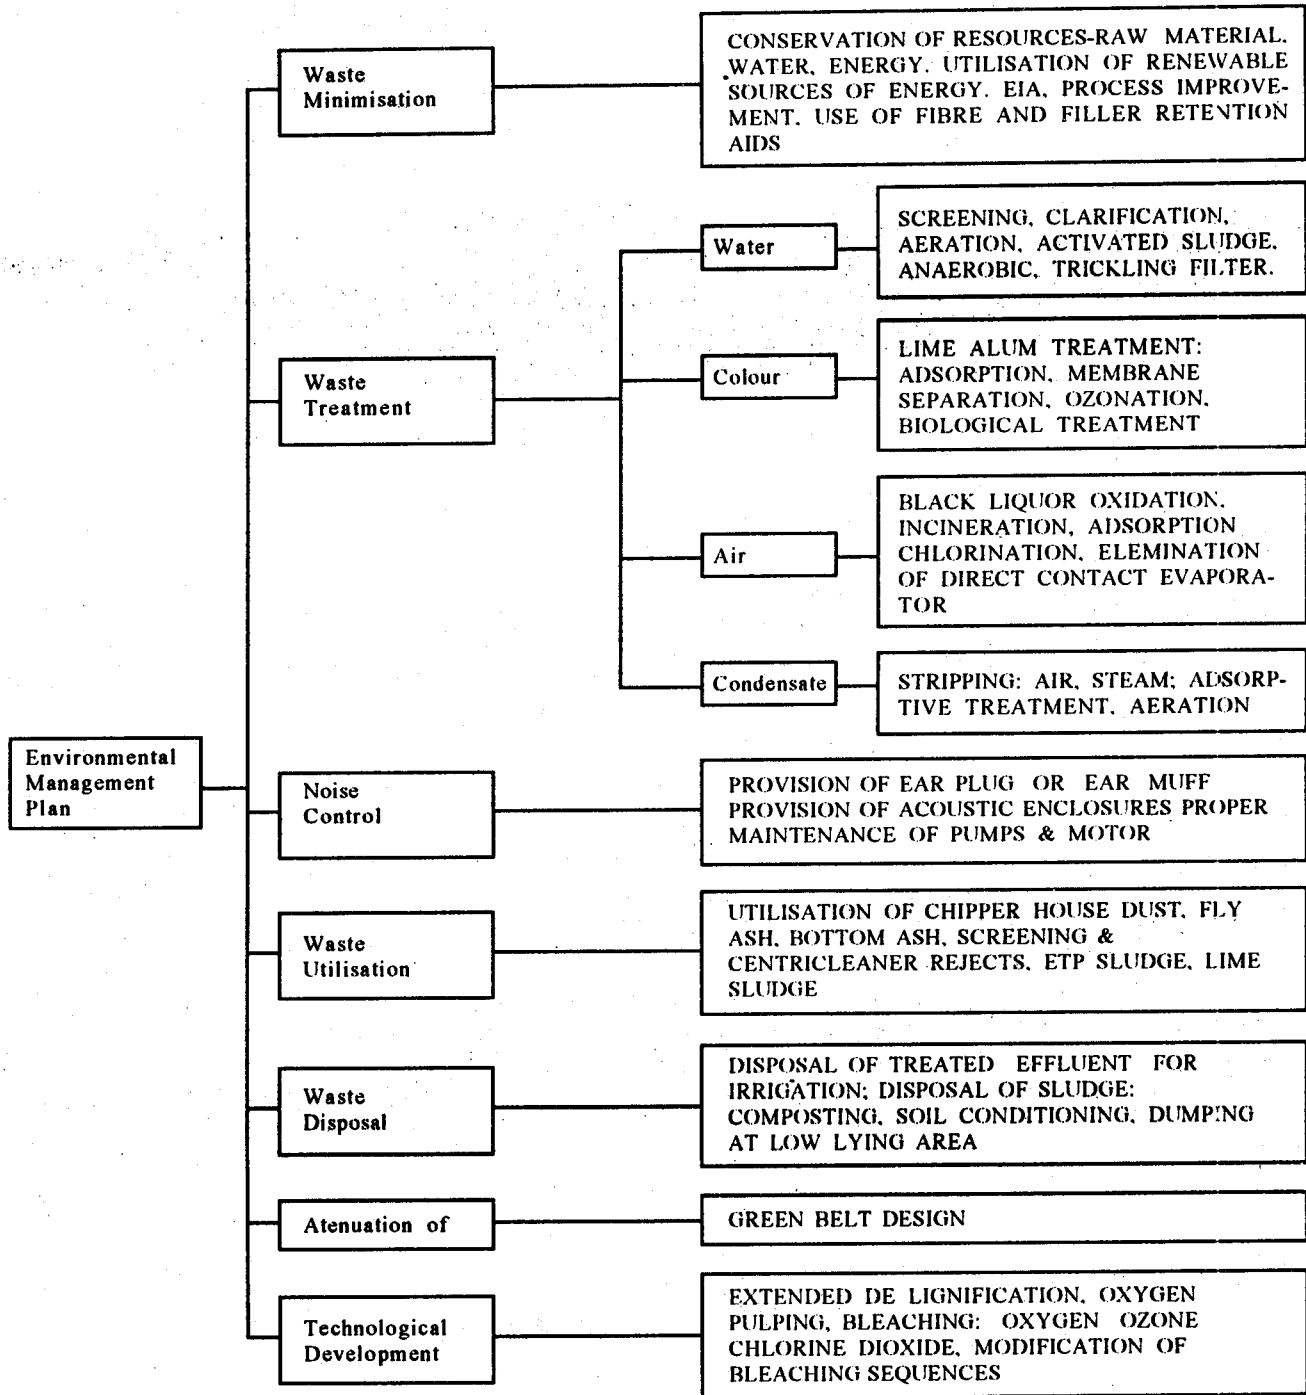 Waste
Minimisation
CONSERVATION OF RESOURCES-RAW MATERIAL.
WATER, ENERGY. UTILISATION OF RENEWABLE
SOURCES OF ENERGY. EIA, PROCESS IMPROVE-
MENT. USE OF FIBRE AND FILLER RETENTION
AIDS
Waste
Treatment
Water
SCREENING, CLARIFICATION,
AERATION, ACTIVATED SLUDGE,
ANAEROBIC, TRICKLING FILTER.
Colour
LIME ALUM TREATMENT:
ADSORPTION, MEMBRANE
SEPARATION, OZONATION,
BIOLOGICAL TREATMENT
Air
BLACK LIQUOR OXIDATION,
INCINERATION, ADSORPTION
CHLORINATION, ELEMINATION
OF DIRECT CONTACT EVAPORA-
TOR
Condensate
STRIPPING: AIR, STEAM; ADSORP-
TIVE TREATMENT, AERATION
Environmental
Management
Plan
Noise
Control
PROVISION OF EAR PLUG OR EAR MUFF
PROVISION OF ACOUSTIC ENCLOSURES PROPER
MAINTENANCE OF PUMPS & MOTOR
Waste
Utilisation
UTILISATION OF CHIPPER HOUSE DUST, FLY
ASH, BOTTOM ASH, SCREENING &
CENTRICLEANER REJECTS, ETP SLUDGE, LIME
SLUDGE
Waste
Disposal
DISPOSAL OF TREATED EFFLUENT FOR
IRRIGATION; DISPOSAL OF SLUDGE:
COMPOSTING, SOIL CONDITIONING, DUMPING
AT LOW LYING AREA
Atenuation of
GREEN BELT DESIGN
Technological
Development
EXTENDED DE LIGNIFICATION, OXYGEN
PULPING, BLEACHING: OXYGEN OZONE
CHLORINE DIOXIDE, MODIFICATION OF
BLEACHING SEQUENCES